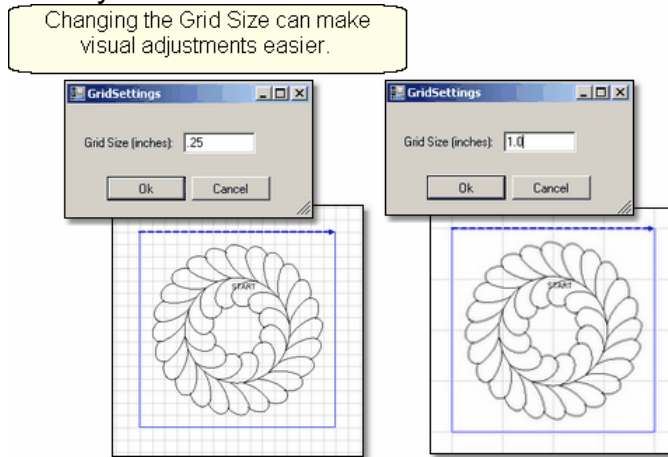 Changing the Grid Size can make
visual adjustments easier.
GridSettings
Grid Size (inches): .25
Ok Cancel
GridSettings
Grid Size (inches): 1.0
Ok Cancel
START
START